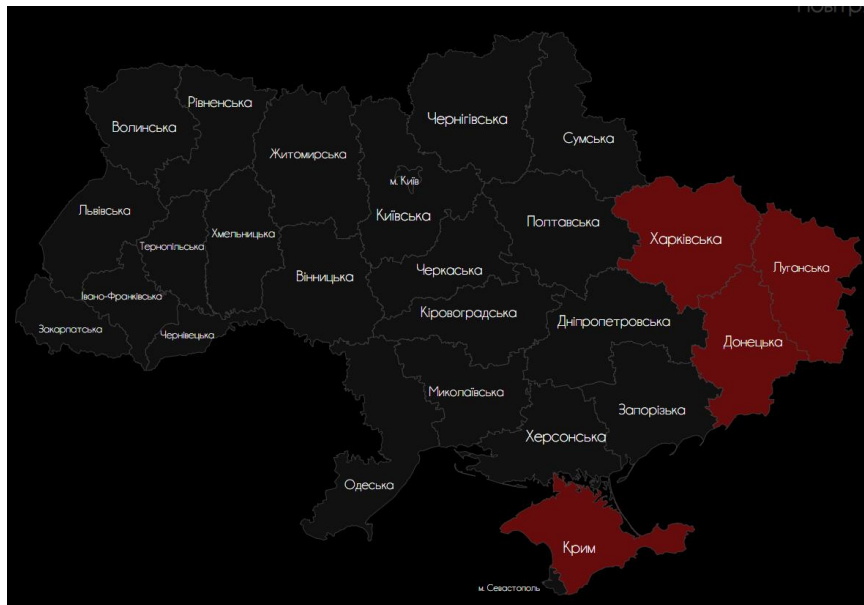 Рівненська
Волинська
Чернігівська
Сумська
Житомирська
м. Київ
Львівська
Київська
Полтавська
Хмельницька
Тернопільська
Харківська
Черкаська
Вінницька
Луганська
Івано-Франківська
Кіровоградська
Дніпропетровська
Закарпатська
Чернівецька
Донецька
Миколаївська
Запорізька
Херсонська
Одеська
Крим
м. Севастополь